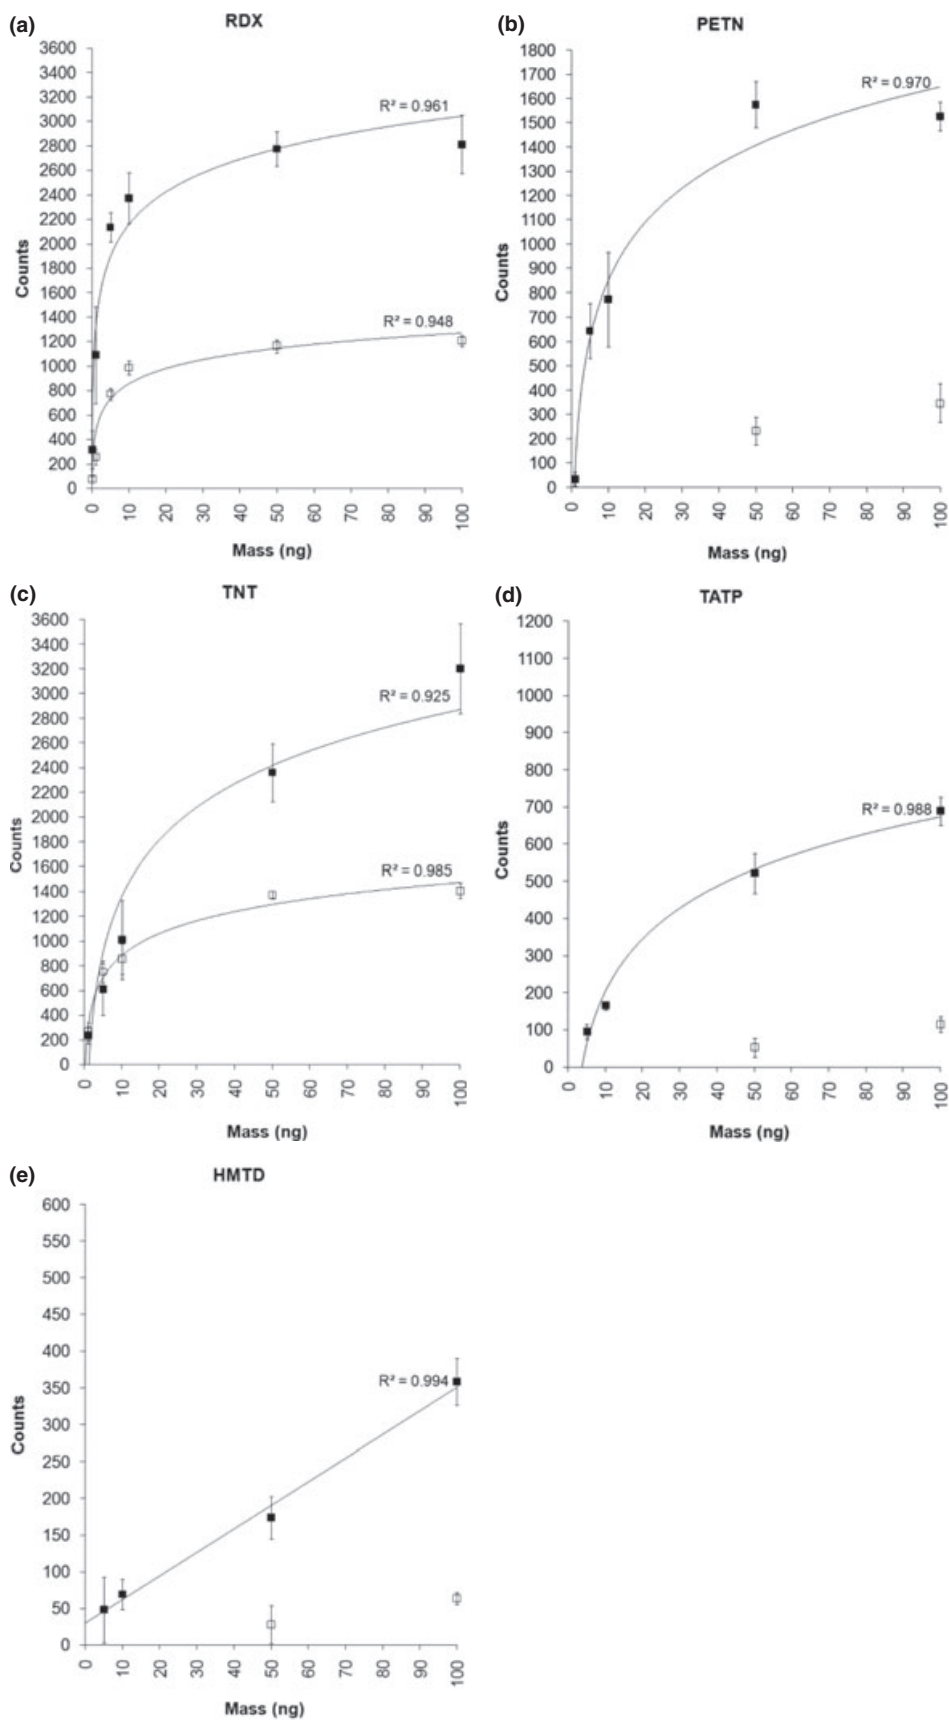 (a)
RDX
3600
3400
3200
3000
2800
2600
2400
2200
2000
1800
1600
1400
1200
1000
800
600
400
200
0
Counts
R² = 0.961
R² = 0.948
0 10 20 30 40 50 60 70 80 90 100
Mass (ng)
(b)
PETN
1800
1700
1600
1500
1400
1300
1200
1100
1000
900
800
700
600
500
400
300
200
100
0
Counts
R² = 0.970
0 10 20 30 40 50 60 70 80 90 100
Mass (ng)
(c)
TNT
3600
3400
3200
3000
2800
2600
2400
2200
2000
1800
1600
1400
1200
1000
800
600
400
200
0
Counts
R² = 0.925
R² = 0.985
0 10 20 30 40 50 60 70 80 90 100
Mass (ng)
(d)
TATP
1200
1100
1000
900
800
700
600
500
400
300
200
100
0
Counts
R² = 0.988
0 10 20 30 40 50 60 70 80 90 100
Mass (ng)
(e)
HMTD
600
550
500
450
400
350
300
250
200
150
100
50
0
Counts
R² = 0.994
0 10 20 30 40 50 60 70 80 90 100
Mass (ng)